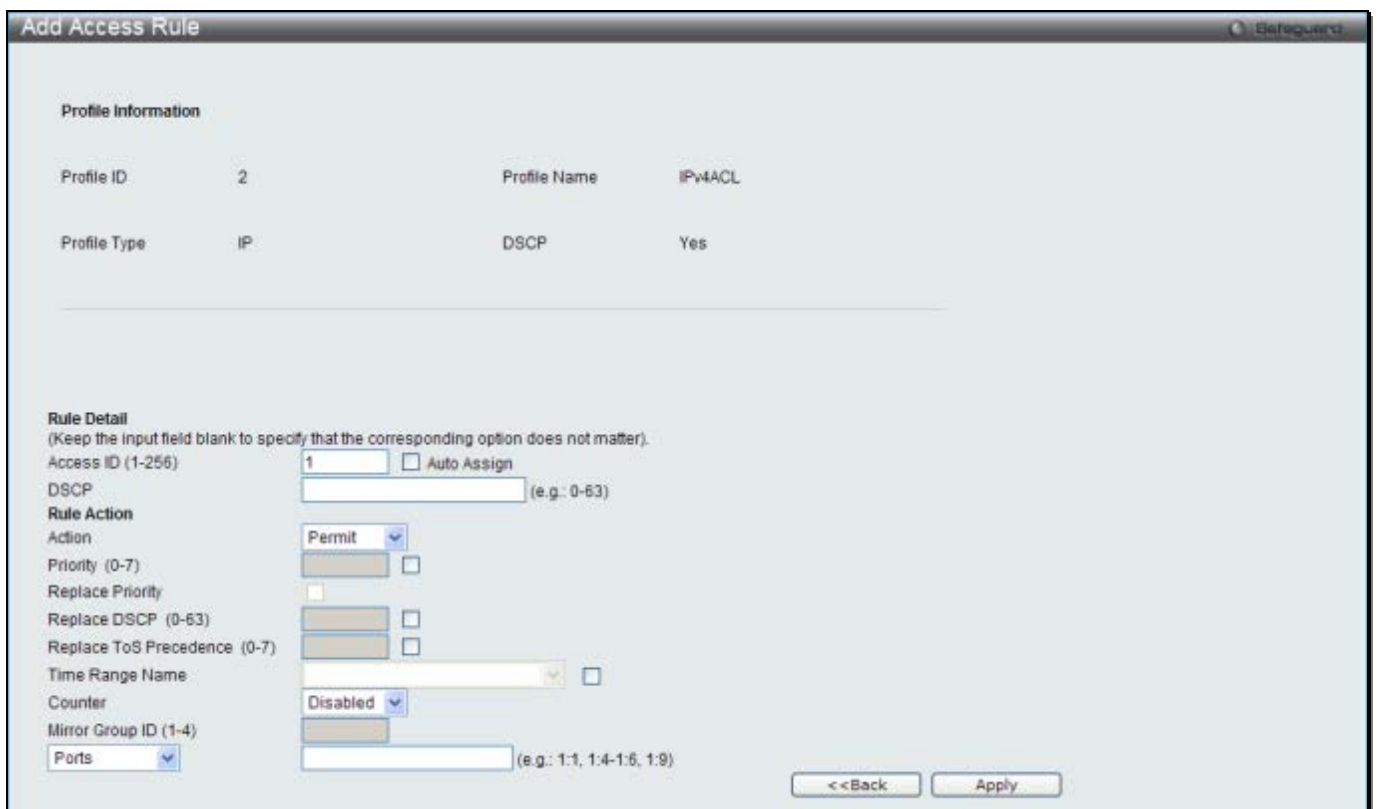 Add Access Rule
Safeguard
Profile Information
Profile ID 2 Profile Name IPv4ACL
Profile Type IP DSCP Yes
Rule Detail
(Keep the input field blank to specify that the corresponding option does not matter).
Access ID (1-256) 1 Auto Assign
DSCP (e.g.: 0-63)
Rule Action
Action Permit
Priority (0-7)
Replace Priority
Replace DSCP (0-63)
Replace ToS Precedence (0-7)
Time Range Name
Counter Disabled
Mirror Group ID (1-4)
Ports (e.g.: 1:1, 1:4-1:6, 1:9)
<<Back Apply